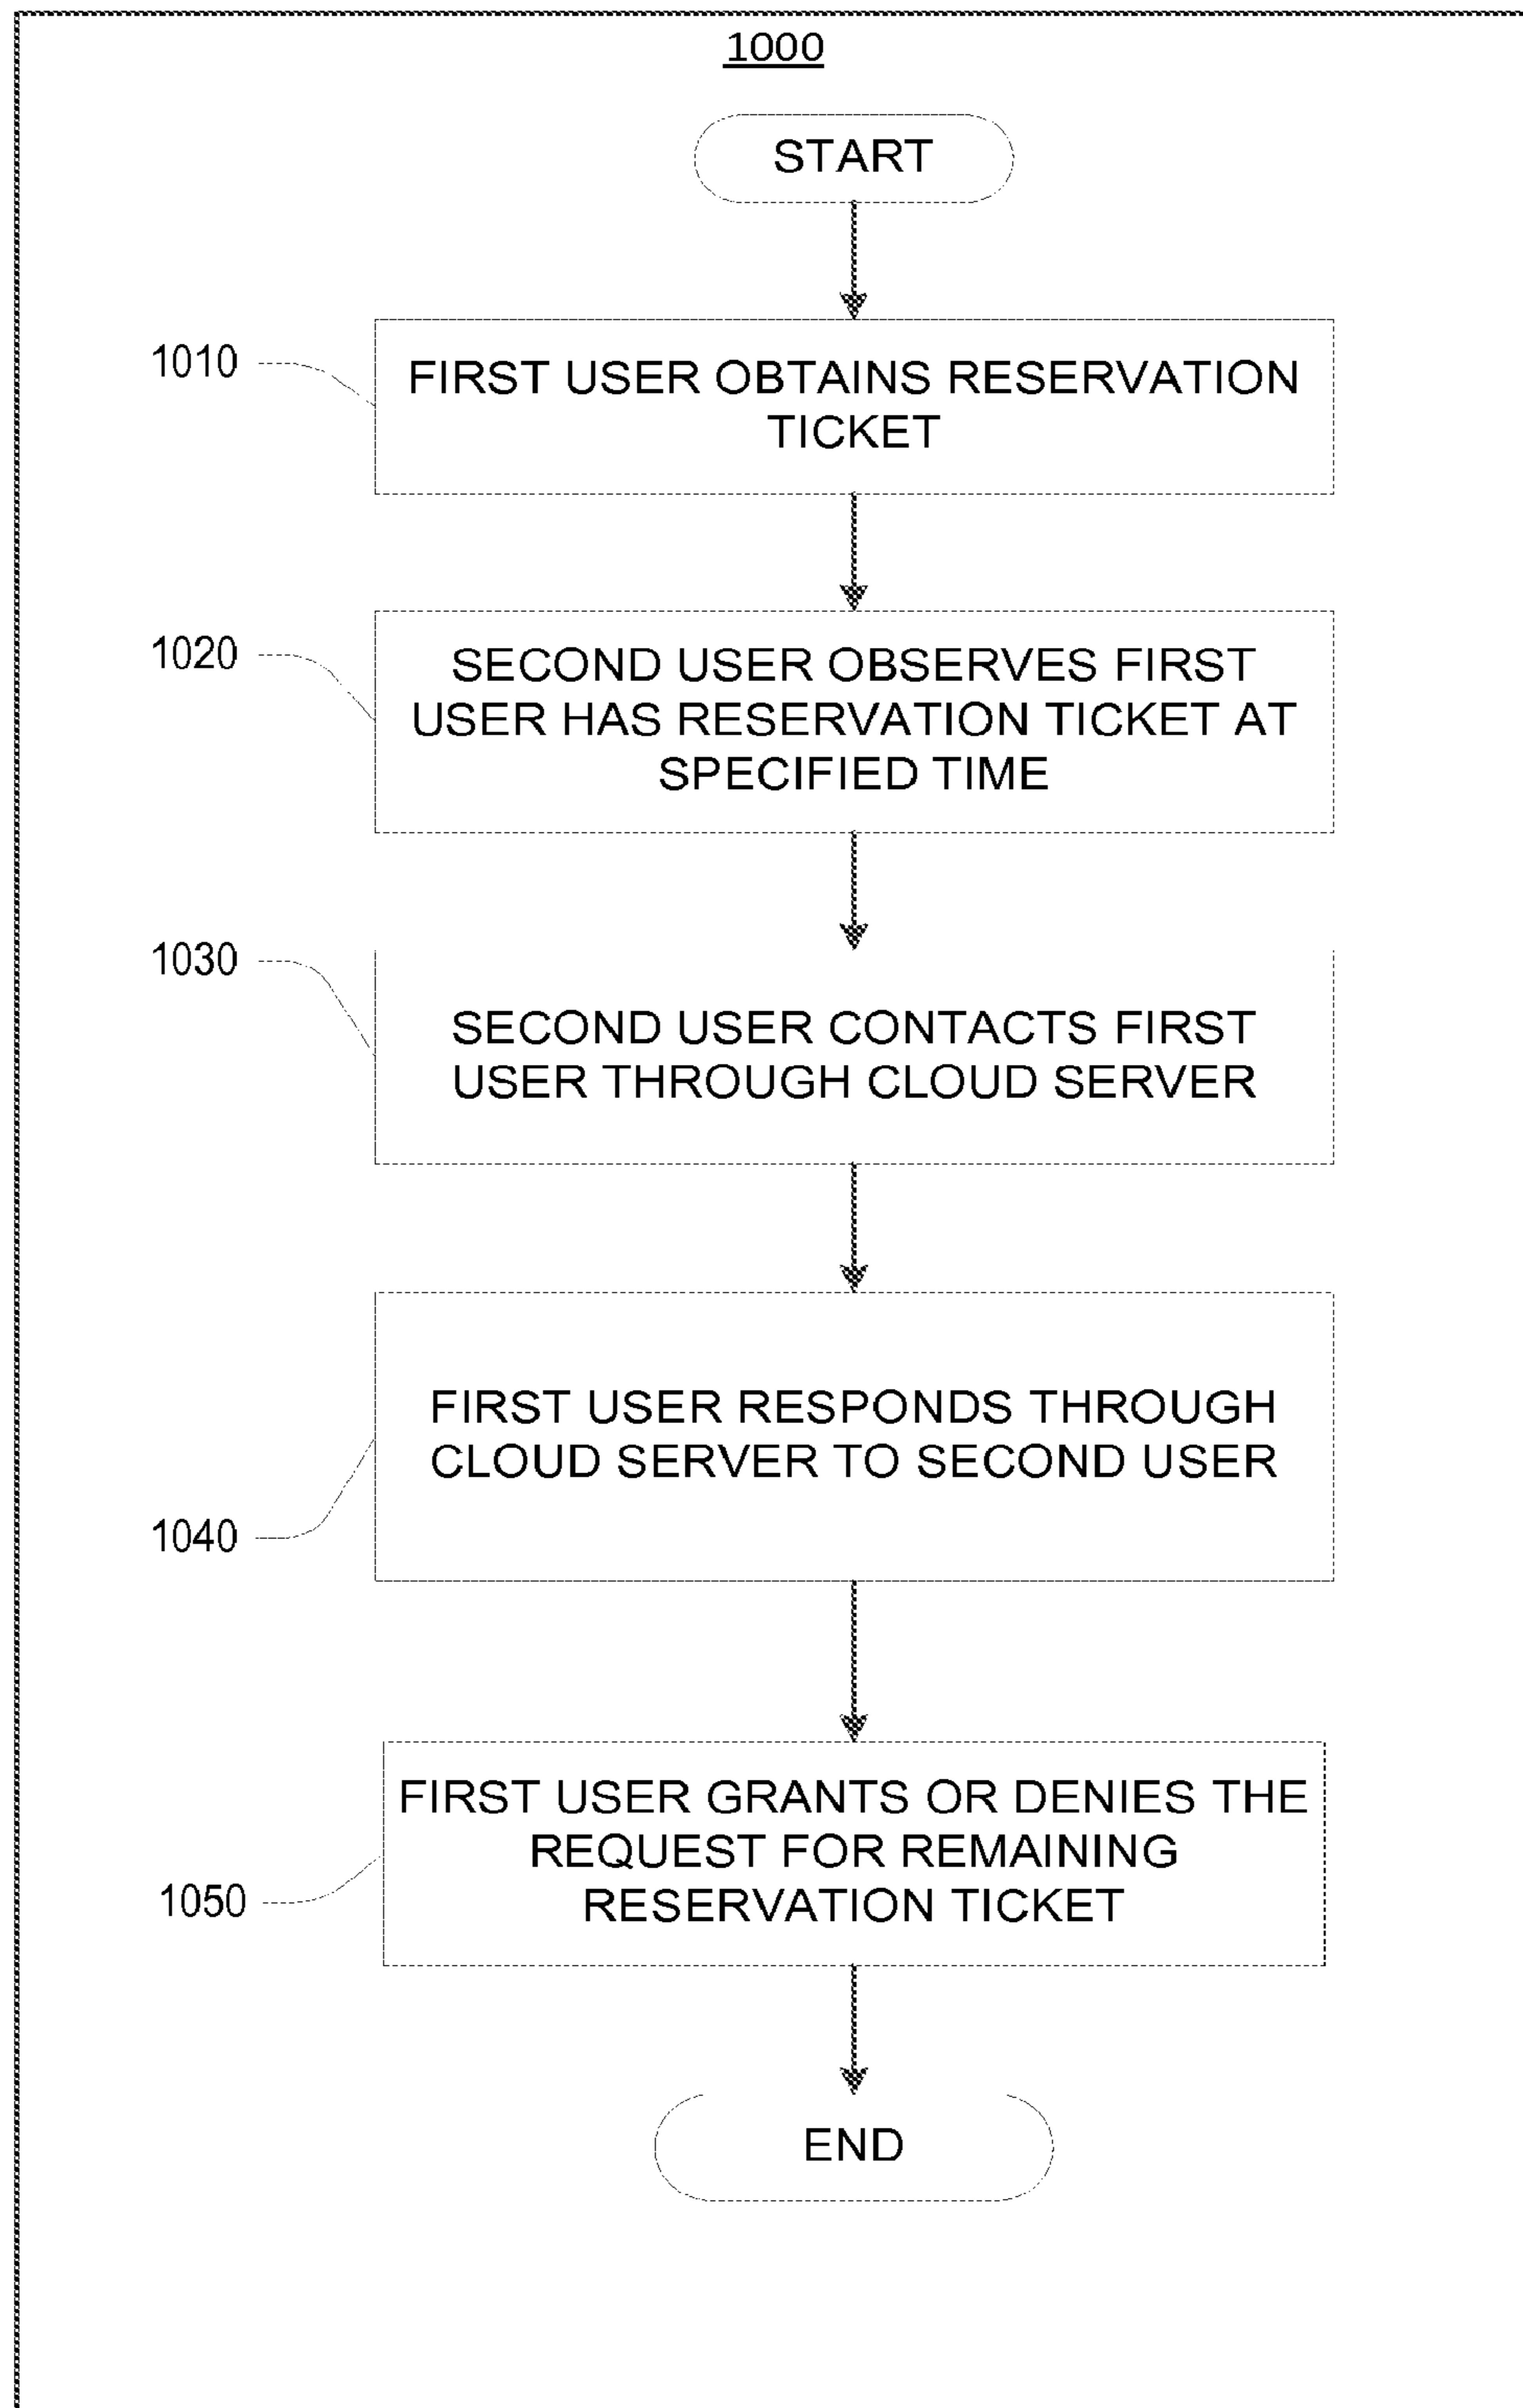 1000
START
1010
FIRST USER OBTAINS RESERVATION
TICKET
1020
SECOND USER OBSERVES FIRST
USER HAS RESERVATION TICKET AT
SPECIFIED TIME
1030
SECOND USER CONTACTS FIRST
USER THROUGH CLOUD SERVER
FIRST USER RESPONDS THROUGH
CLOUD SERVER TO SECOND USER
1040
FIRST USER GRANTS OR DENIES THE
REQUEST FOR REMAINING
RESERVATION TICKET
1050
END